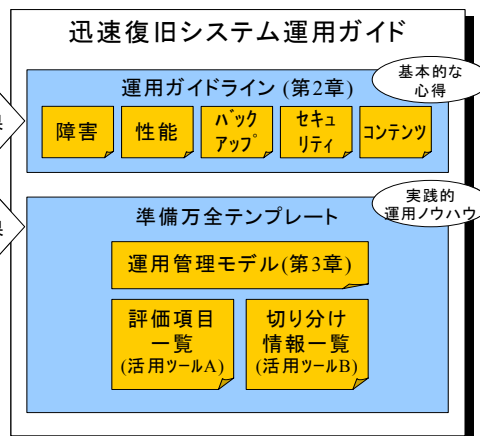 迅速復旧システム運用ガイド
運用ガイドライン (第2章)
基本的な
心得
障害
性能
バック
アップ
セキュ
リティ
コンテンツ
実践的
運用ノウハウ
準備万全テンプレート
運用管理モデル(第3章)
評価項目
一覧
(活用ツールA)
切り分け
情報一覧
(活用ツールB)